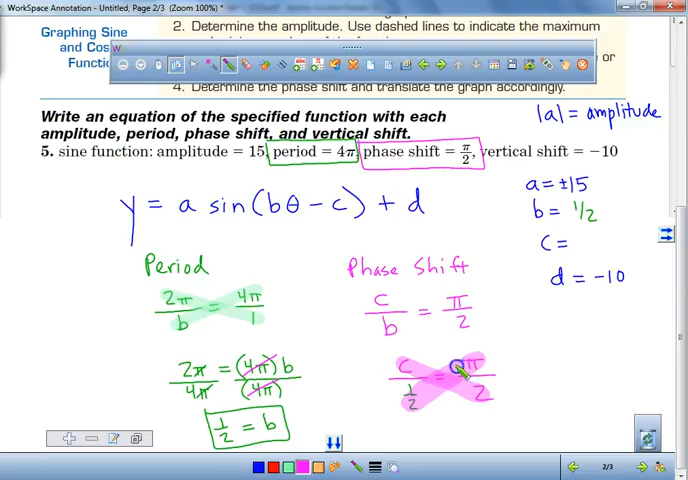 WorkSpace Annotation - Untitled, Page 2/3 (Zoom 100%) *
Graphing Sine
and Cos
Functio
2. Determine the amplitude. Use dashed lines to indicate the maximum
or
4. Determine the phase shift and translate the graph accordingly.
Write an equation of the specified function with each
amplitude, period, phase shift, and vertical shift.
5. sine function: amplitude = 15, period = 4π, phase shift = π/2, vertical shift = −10
|a| = amplitude
y = a sin(bθ − c) + d
a = ±15
b = 1/2
c =
d = −10
Period
2π/b = 4π/1
2π/4π = (4π)b/(4π)
1/2 = b
Phase Shift
c/b = π/2
c/(1/2) = π/2
2/3